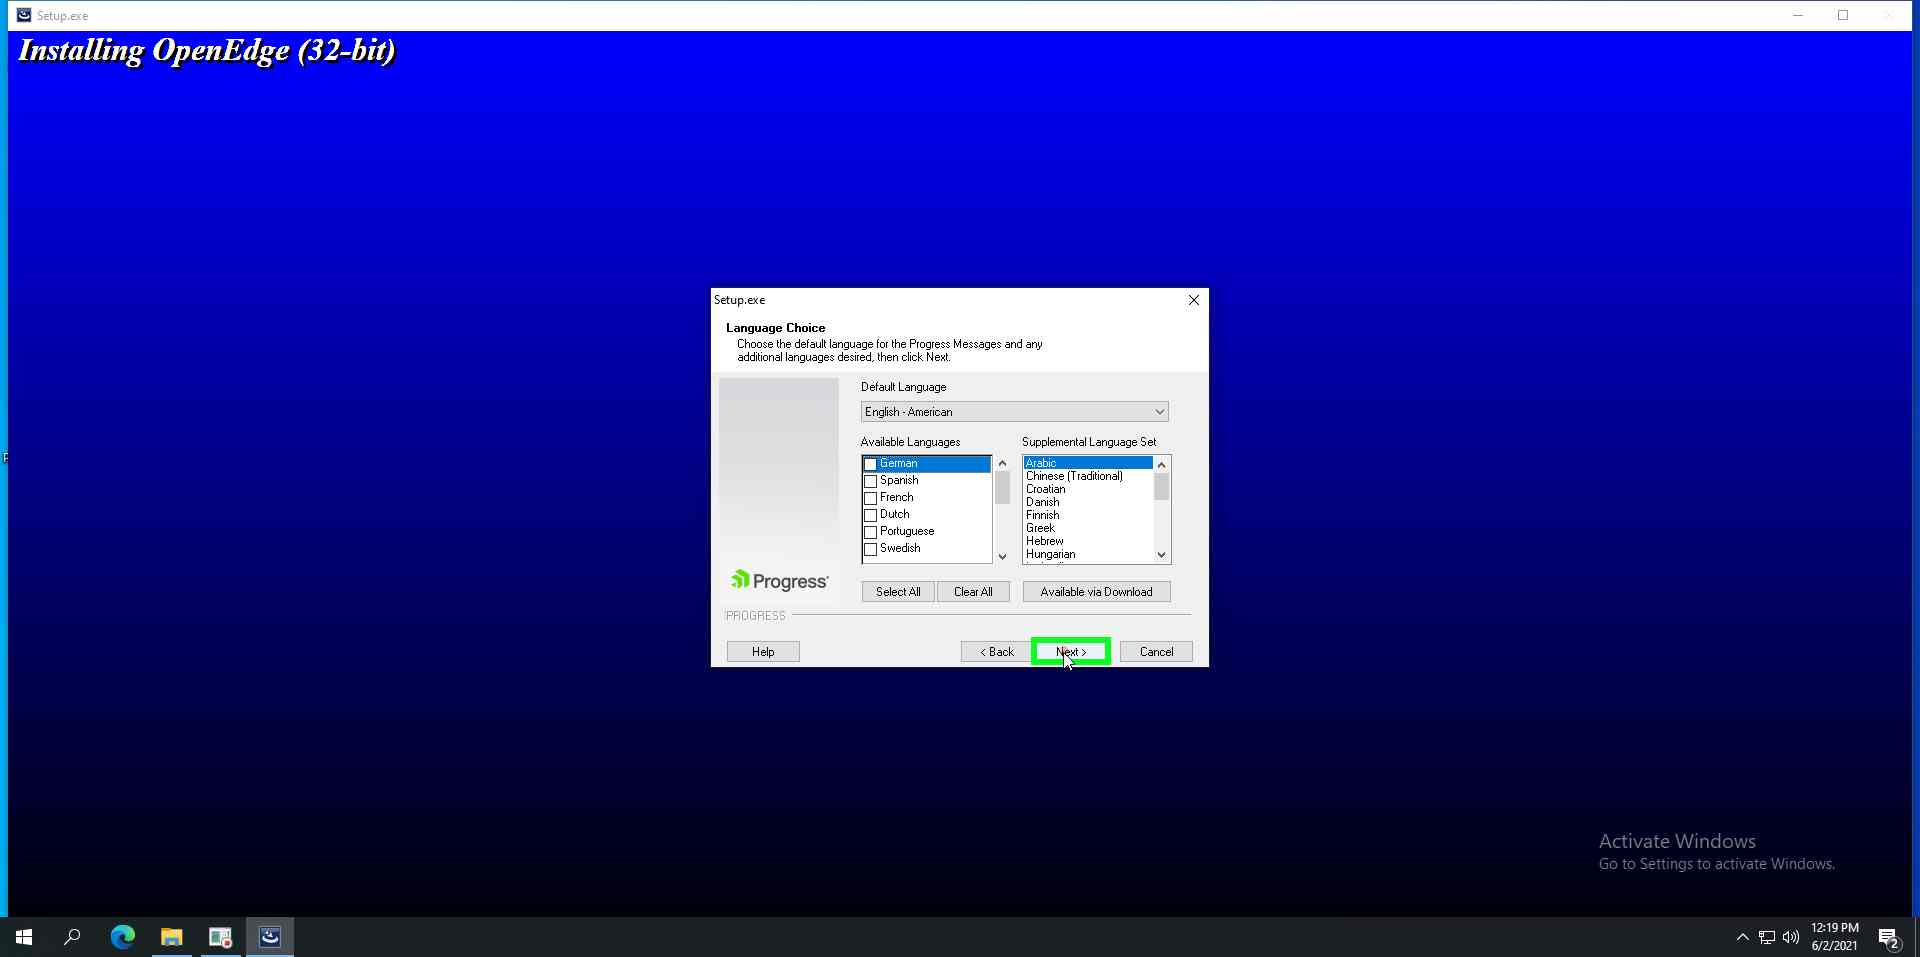 Setup.exe
Installing OpenEdge (32-bit)
Setup.exe
Language Choice
Choose the default language for the Progress Messages and any
additional languages desired, then click Next.
Default Language
English - American
Available Languages
German
Spanish
French
Dutch
Portuguese
Swedish
Supplemental Language Set
Arabic
Chinese (Traditional)
Croatian
Danish
Finnish
Greek
Hebrew
Hungarian
Progress
Select All
Clear All
Available via Download
PROGRESS
Help
< Back
Next >
Cancel
Activate Windows
Go to Settings to activate Windows.
12:19 PM
6/2/2021
2